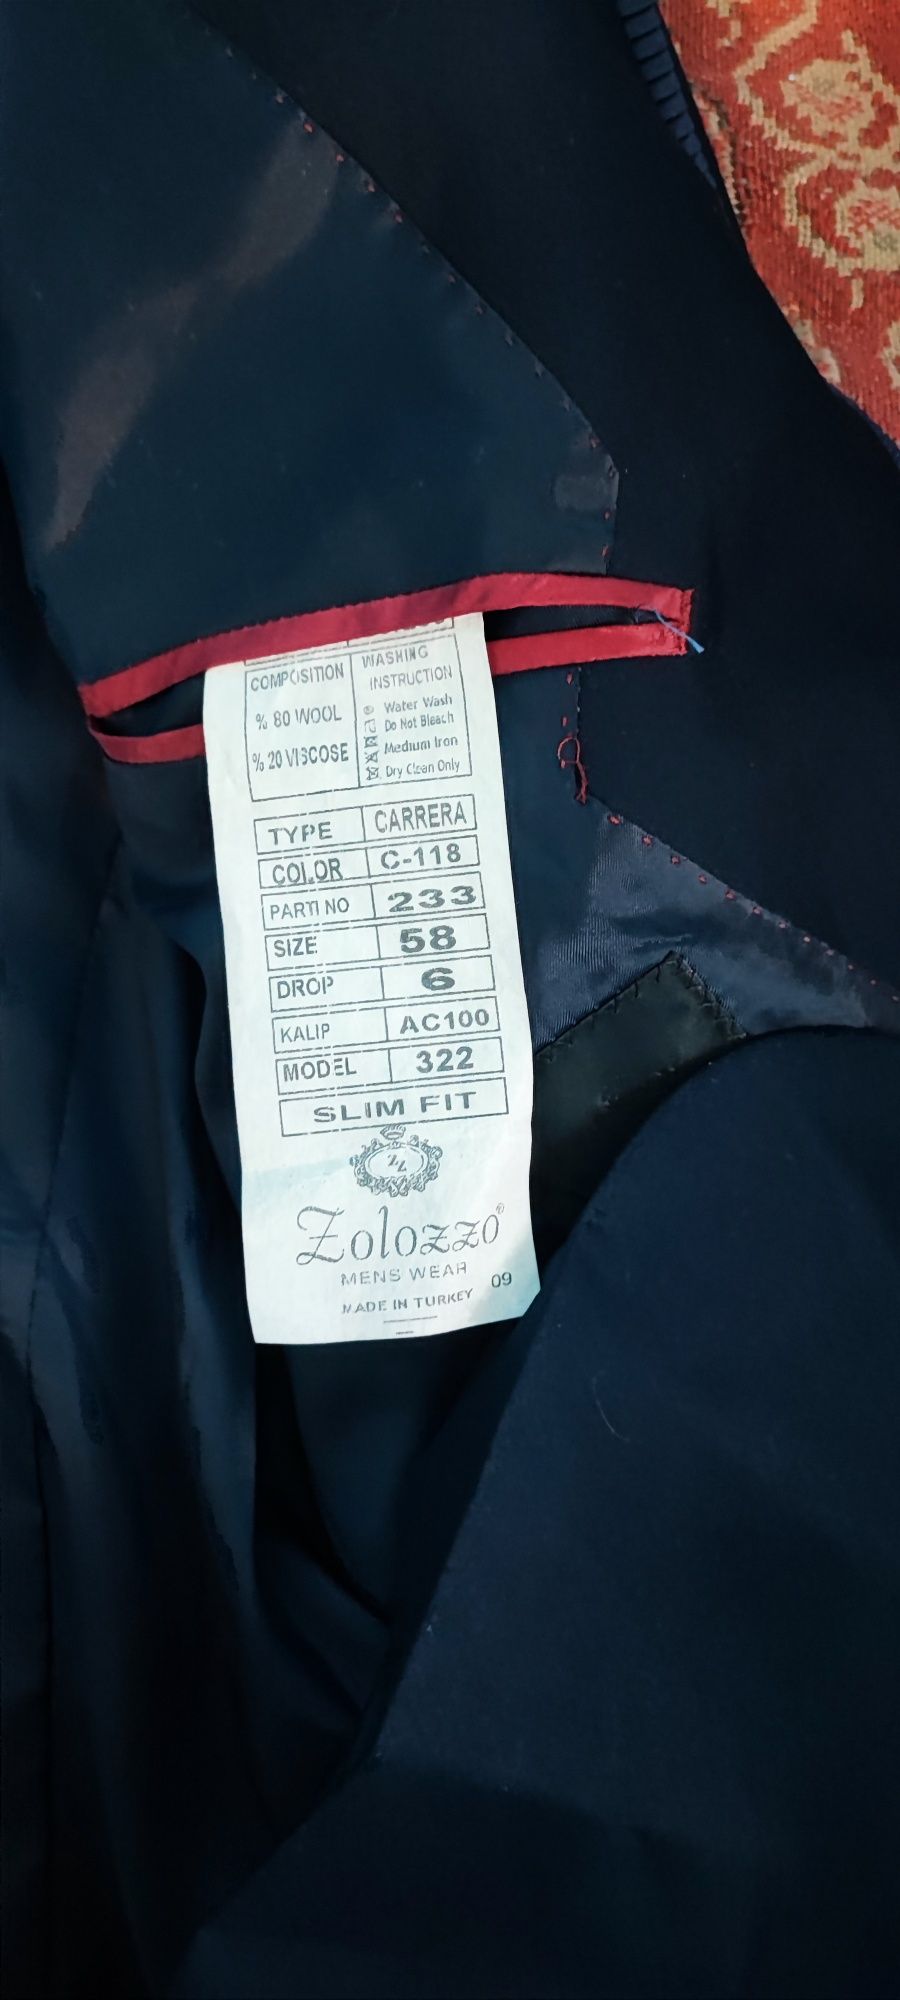 COMPOSITION
% 80 WOOL
% 20 VISCOSE
WASHING
INSTRUCTION
Water Wash
Do Not Bleach
Medium Iron
Dry Clean Only
TYPE CARRERA
COLOR C-118
PARTI NO 233
SIZE 58
DROP 6
KALIP AC100
MODEL 322
SLIM FIT
ZZ
Zolozzo®
MENS WEAR
MADE IN TURKEY 09